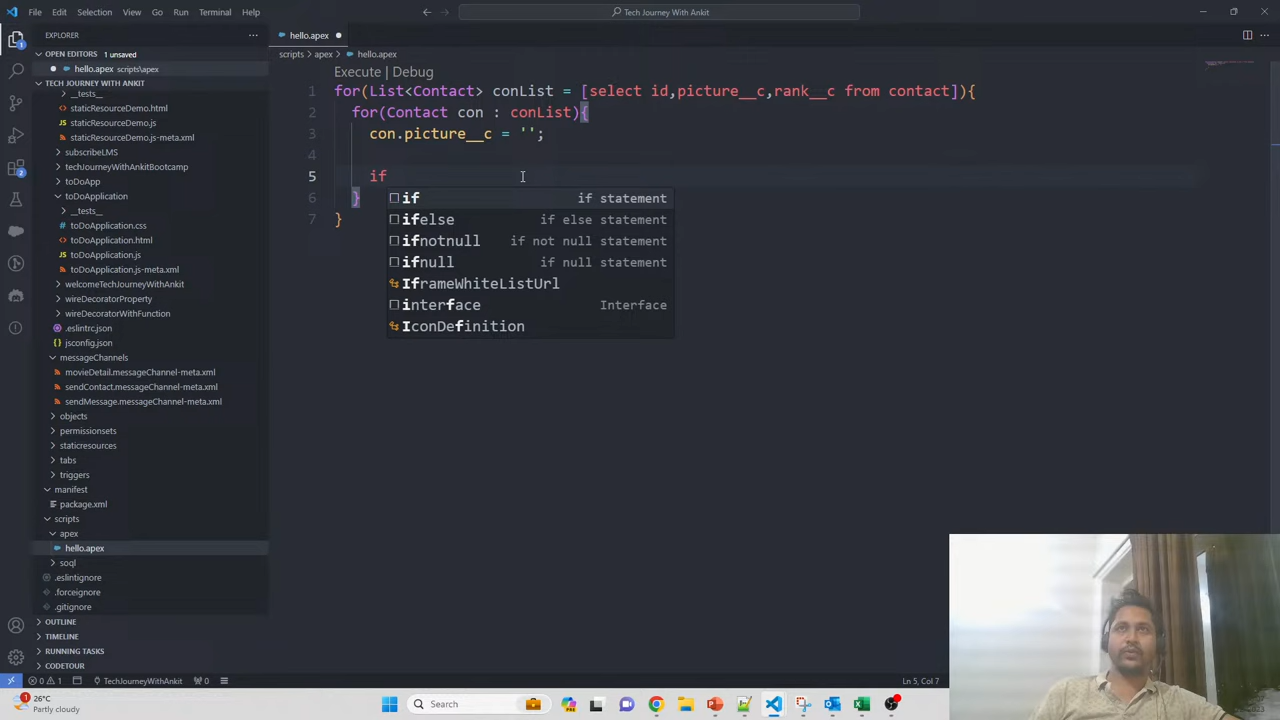 File Edit Selection View Go Run Terminal Help
Tech Journey With Ankit
EXPLORER
hello.apex
OPEN EDITORS 1 unsaved
scripts > apex > hello.apex
hello.apex scripts\apex
Execute | Debug
TECH JOURNEY WITH ANKIT
__tests__
staticResourceDemo.html
staticResourceDemo.js
staticResourceDemo.js-meta.xml
subscribeLMS
techJourneyWithAnkitBootcamp
toDoApp
toDoApplication
__tests__
toDoApplication.css
toDoApplication.html
toDoApplication.js
toDoApplication.js-meta.xml
welcomeTechJourneyWithAnkit
wireDecoratorProperty
wireDecoratorWithFunction
.eslintrc.json
jsconfig.json
messageChannels
movieDetail.messageChannel-meta.xml
sendContact.messageChannel-meta.xml
sendMessage.messageChannel-meta.xml
objects
permissionsets
staticresources
tabs
triggers
manifest
package.xml
scripts
apex
hello.apex
soql
.eslintignore
.forceignore
.gitignore
OUTLINE
TIMELINE
RUNNING TASKS
CODETOUR
1 for(List<Contact> conList = [select id,picture__c,rank__c from contact]){
2 for(Contact con : conList){
3 con.picture__c = '';
4
5 if
6 }
7 }
if if statement
ifelse if else statement
ifnotnull if not null statement
ifnull if null statement
IframeWhiteListUrl
interface Interface
IconDefinition
0 1 TechJourneyWithAnkit 0
Ln 5, Col 7
26°C
Partly cloudy
Search